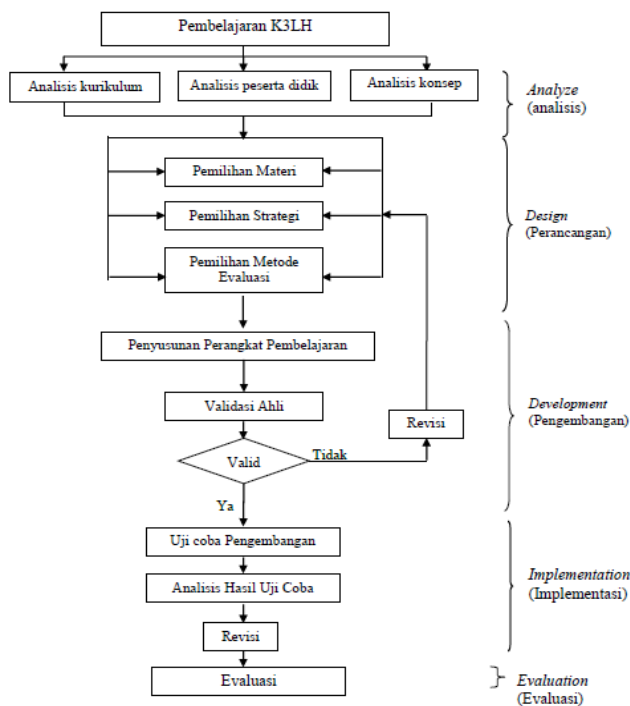 Pembelajaran K3LH
Analisis kurikulum
Analisis peserta didik
Analisis konsep
Analyze
(analisis)
Pemilihan Materi
Pemilihan Strategi
Pemilihan Metode
Evaluasi
Design
(Perancangan)
Penyusunan Perangkat Pembelajaran
Validasi Ahli
Revisi
Valid
Tidak
Ya
Development
(Pengembangan)
Uji coba Pengembangan
Analisis Hasil Uji Coba
Revisi
Implementation
(Implementasi)
Evaluasi
Evaluation
(Evaluasi)